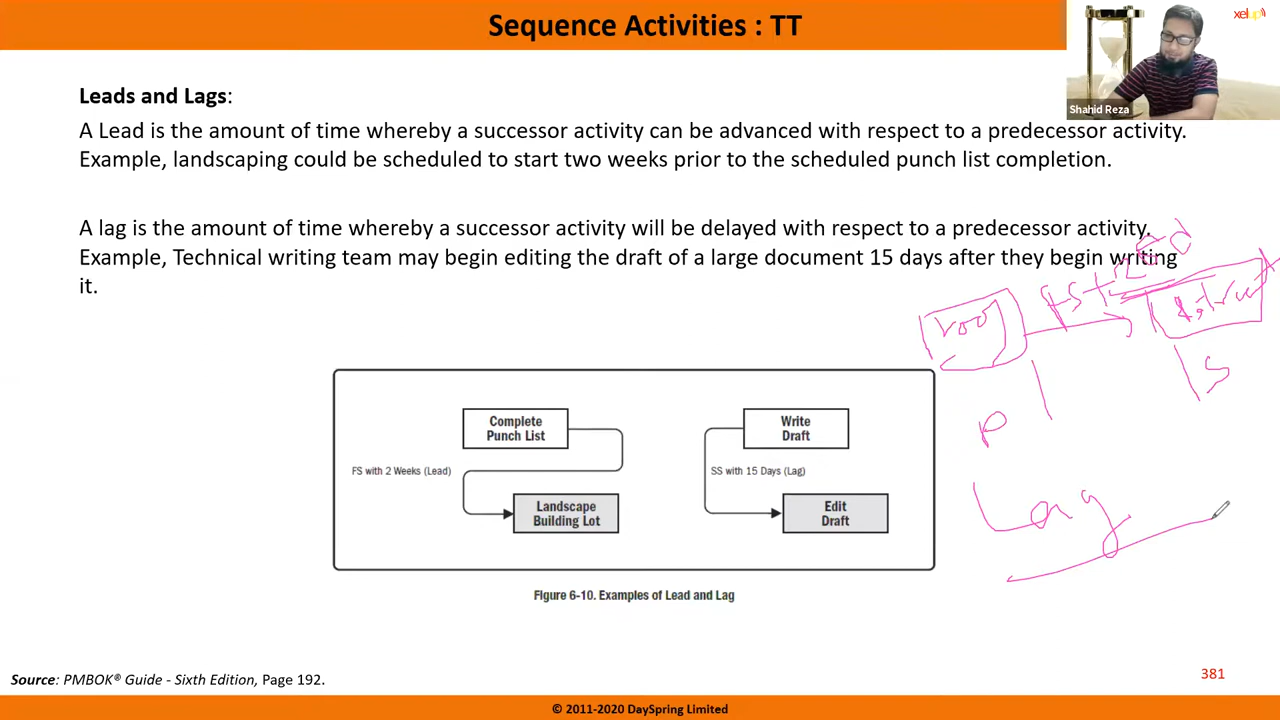 Sequence Activities : TT
xelup
Shahid Reza
Leads and Lags:
A Lead is the amount of time whereby a successor activity can be advanced with respect to a predecessor activity.
Example, landscaping could be scheduled to start two weeks prior to the scheduled punch list completion.
A lag is the amount of time whereby a successor activity will be delayed with respect to a predecessor activity.
Example, Technical writing team may begin editing the draft of a large document 15 days after they begin writing
it.
P
S
Lag
Complete
Punch List
FS with 2 Weeks (Lead)
Landscape
Building Lot
Write
Draft
SS with 15 Days (Lag)
Edit
Draft
Figure 6-10. Examples of Lead and Lag
Source: PMBOK® Guide - Sixth Edition, Page 192.
381
© 2011-2020 DaySpring Limited